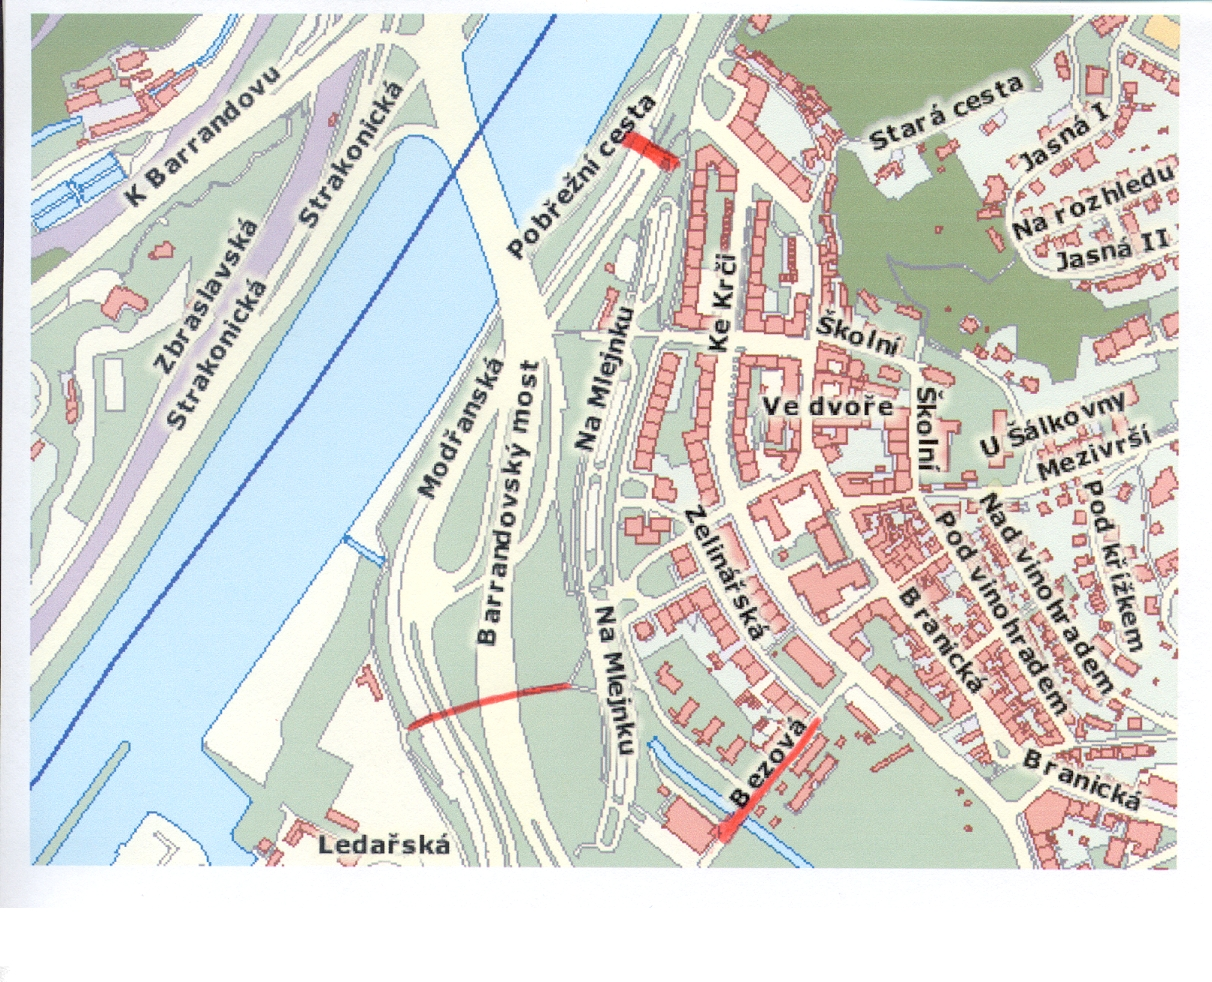 K Barrandovu
Strakonická
Pobřežní cesta
Stará cesta
Jasná I
Na rozhledu
Jasná II
Zbraslavská
Strakonická
Ke Krči
Školní
Na Mlejnku
Modřanská
Barrandovský most
Ve dvoře
Školní
U Šálkovny
Mezivrší
Zelinářská
Pod vinohradem
Nad vinohradem
Pod křížkem
Branická
Na Mlejnku
Bezová
Branická
Ledařská